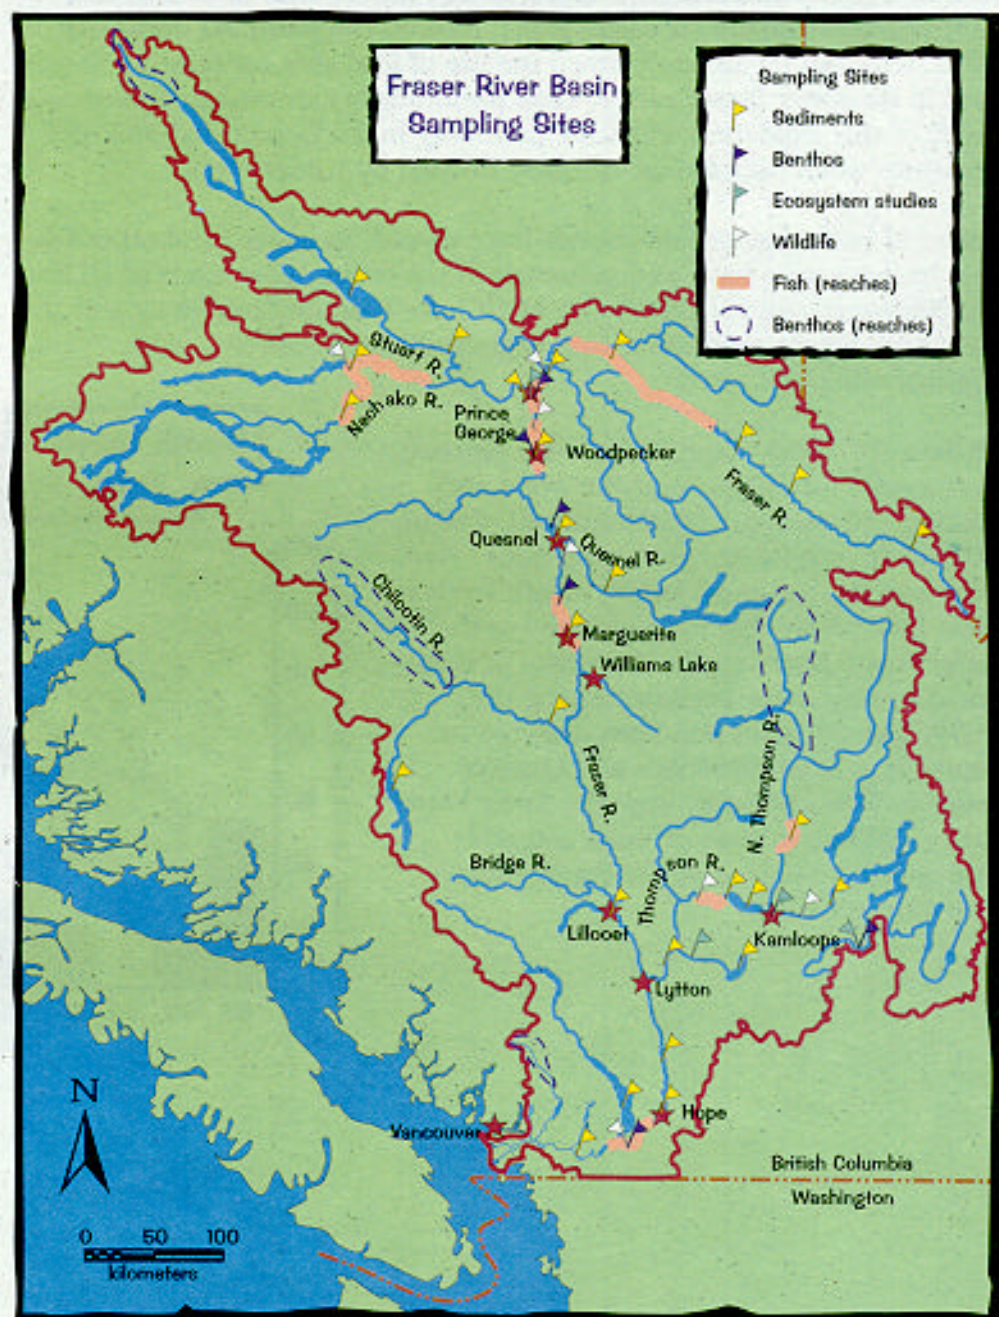 Fraser River Basin
Sampling Sites
Sampling Sites
Sediments
Benthos
Ecosystem studies
Wildlife
Fish (reaches)
Benthos (reaches)
Stuart R.
Nechako R.
Prince
George
Woodpecker
Fraser R.
Quesnel
Quesnel R.
Chilcotin R.
Marguerite
Williams Lake
Fraser R.
N. Thompson R.
Bridge R.
Thompson R.
Lillooet
Kamloops
Lytton
N
Hope
Vancouver
British Columbia
Washington
0 50 100
kilometers